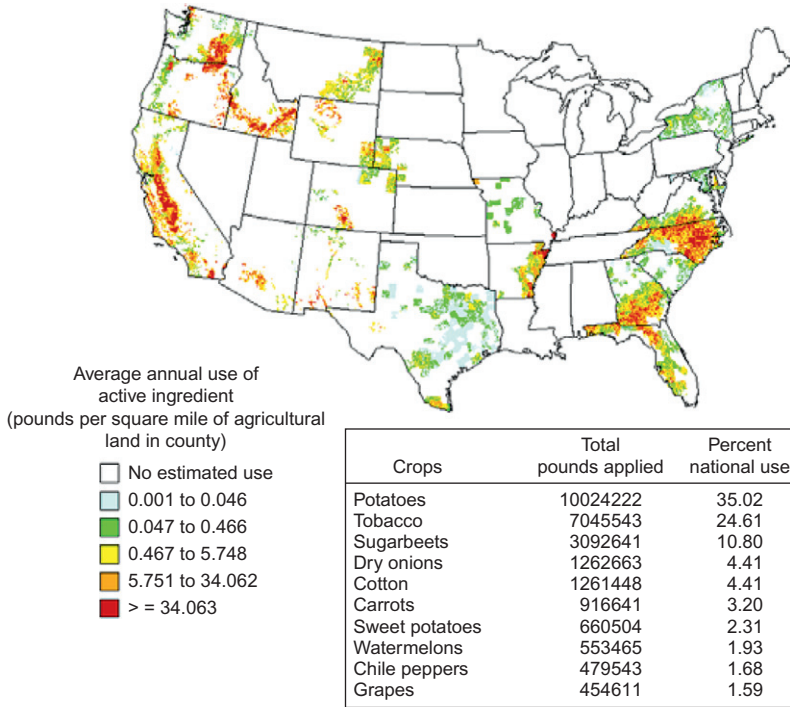 Average annual use of
active ingredient
(pounds per square mile of agricultural
land in county)
No estimated use
0.001 to 0.046
0.047 to 0.466
0.467 to 5.748
5.751 to 34.062
> = 34.063
Crops Total pounds applied Percent national use
Potatoes 10024222 35.02
Tobacco 7045543 24.61
Sugarbeets 3092641 10.80
Dry onions 1262663 4.41
Cotton 1261448 4.41
Carrots 916641 3.20
Sweet potatoes 660504 2.31
Watermelons 553465 1.93
Chile peppers 479543 1.68
Grapes 454611 1.59